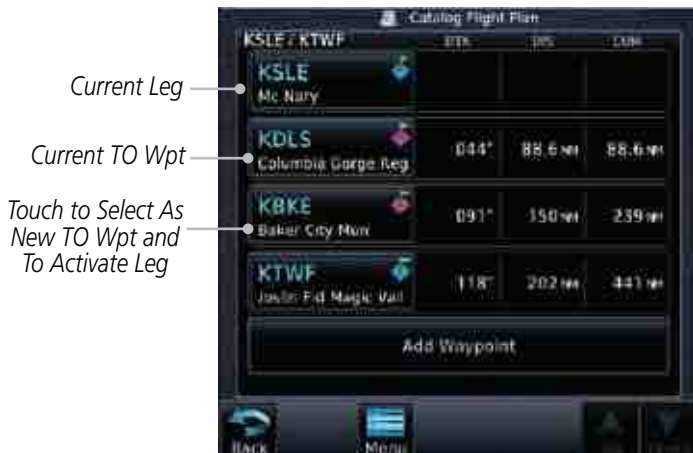 Catalog Flight Plan
KSLE / KTWF DTK DIS CUM
Current Leg
KSLE
Mc Nary
Current TO Wpt
KDLS
Columbia Gorge Reg
044° 88.6 NM 88.6 NM
Touch to Select As
New TO Wpt and
To Activate Leg
KBKE
Baker City Muni
091° 150 NM 239 NM
KTWF
Joslin Fld Magic Vall
118° 202 NM 441 NM
Add Waypoint
Back Menu